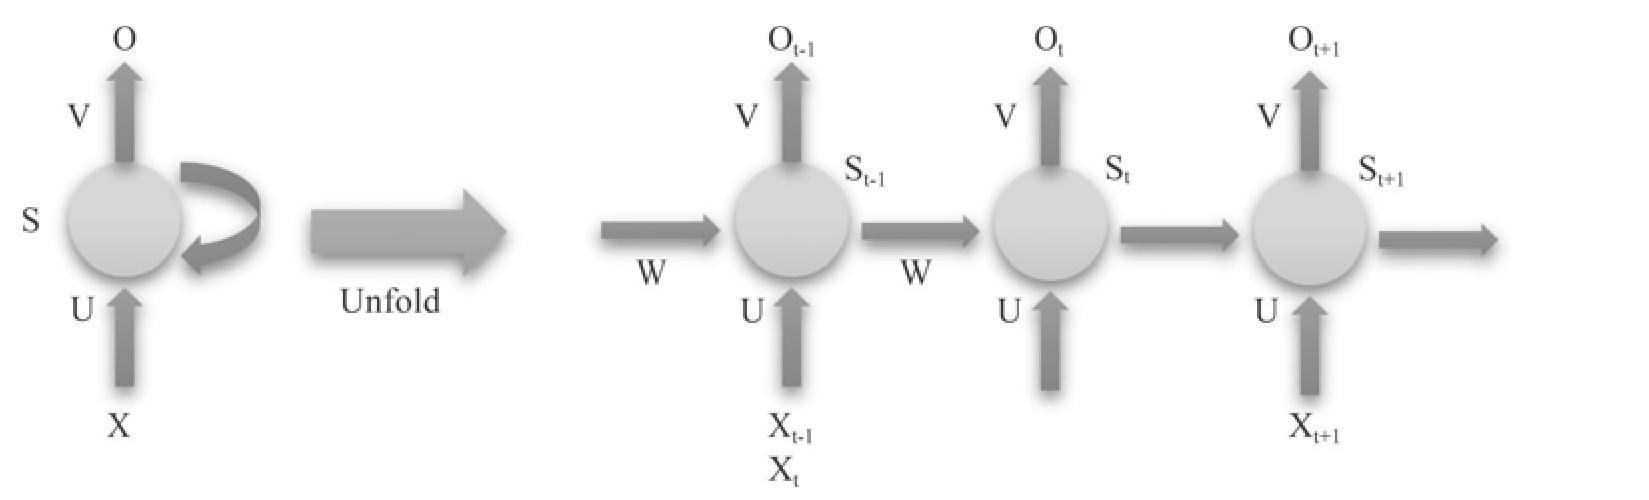 O
V
S
U
X
Unfold
W
O_{t-1}
V
S_{t-1}
W
U
X_{t-1}
X_t
O_t
V
S_t
U
O_{t+1}
V
S_{t+1}
U
X_{t+1}